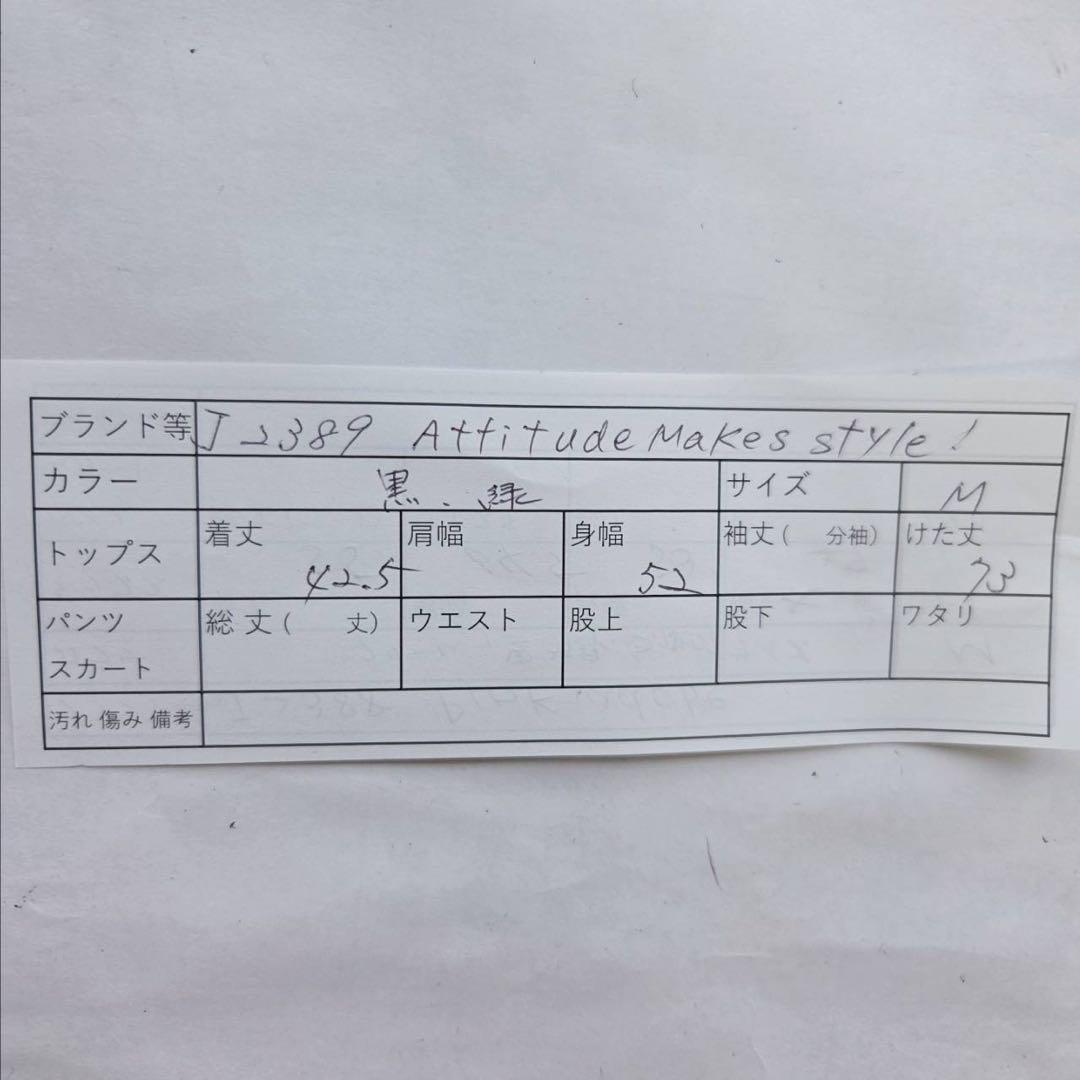 ブランド等 J2389 Attitude Makes style!
カラー 黒、緑 サイズ M
トップス 着丈 42.5 肩幅 身幅 52 袖丈( 分袖) けた丈 73
パンツ スカート 総丈( 丈) ウエスト 股上 股下 ワタリ
汚れ 傷み 備考